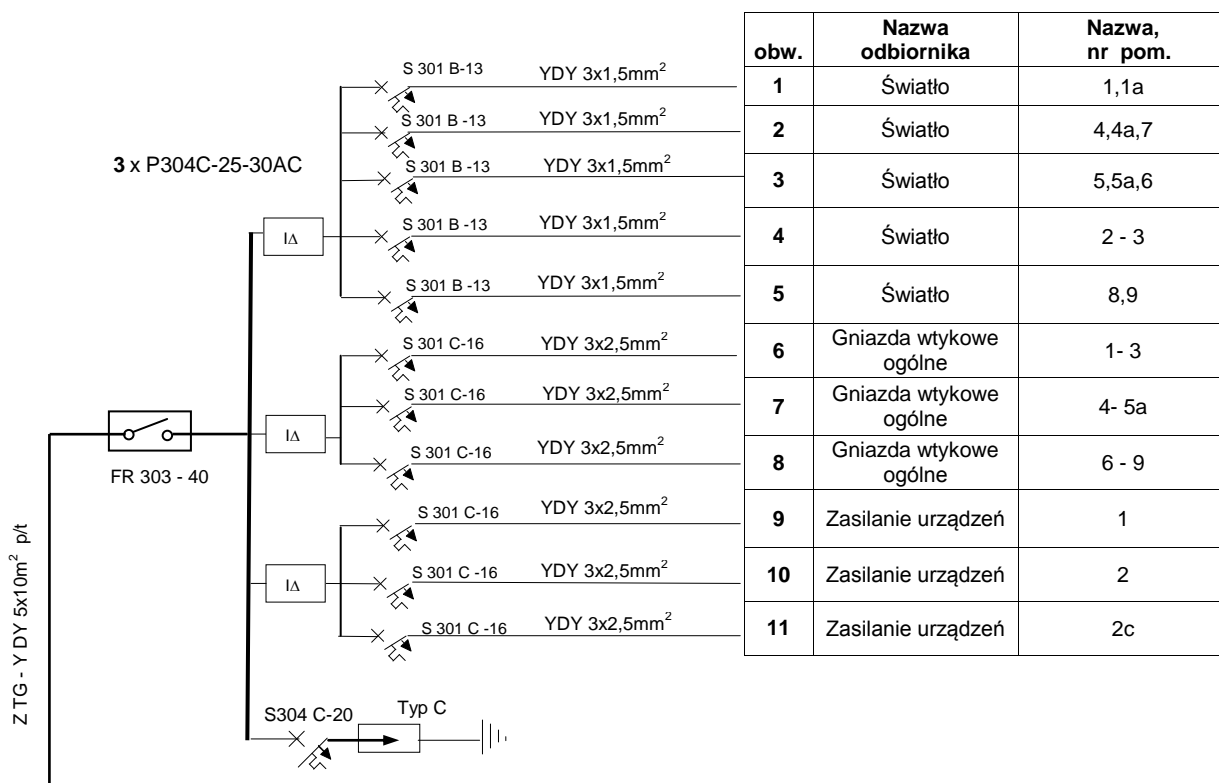 obw. Nazwa odbiornika Nazwa, nr pom.
S 301 B-13 YDY 3x1,5mm² 1 Światło 1,1a
S 301 B -13 YDY 3x1,5mm² 2 Światło 4,4a,7
3 x P304C-25-30AC
S 301 B -13 YDY 3x1,5mm² 3 Światło 5,5a,6
I∆
S 301 B -13 YDY 3x1,5mm² 4 Światło 2 - 3
S 301 B -13 YDY 3x1,5mm² 5 Światło 8,9
S 301 C-16 YDY 3x2,5mm² 6 Gniazda wtykowe ogólne 1- 3
I∆
S 301 C-16 YDY 3x2,5mm² 7 Gniazda wtykowe ogólne 4- 5a
FR 303 - 40
S 301 C-16 YDY 3x2,5mm² 8 Gniazda wtykowe ogólne 6 - 9
S 301 C-16 YDY 3x2,5mm² 9 Zasilanie urządzeń 1
I∆
S 301 C -16 YDY 3x2,5mm² 10 Zasilanie urządzeń 2
S 301 C -16 YDY 3x2,5mm² 11 Zasilanie urządzeń 2c
Z TG - Y DY 5x10m² p/t
S304 C-20 Typ C